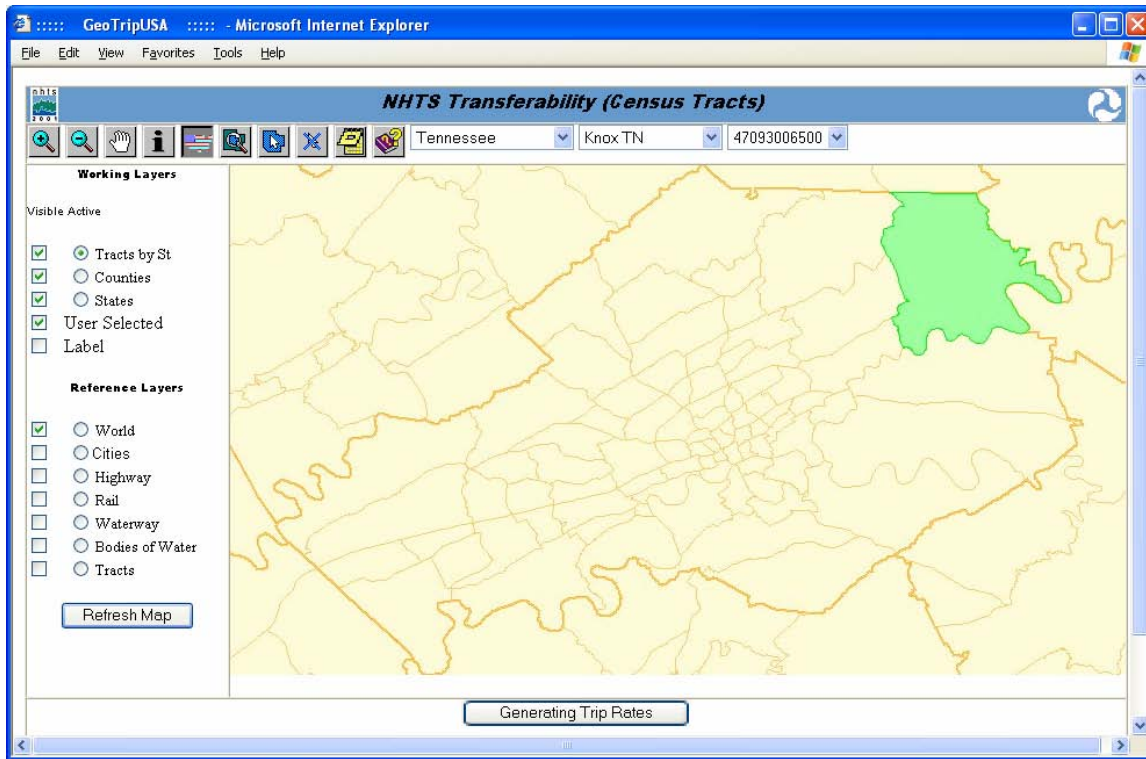 ::::: GeoTripUSA ::::: - Microsoft Internet Explorer
File Edit View Favorites Tools Help
nhts
2001
NHTS Transferability (Census Tracts)
Tennessee Knox TN 47093006500
Working Layers
Visible Active
Tracts by St
Counties
States
User Selected
Label
Reference Layers
World
Cities
Highway
Rail
Waterway
Bodies of Water
Tracts
Refresh Map
Generating Trip Rates